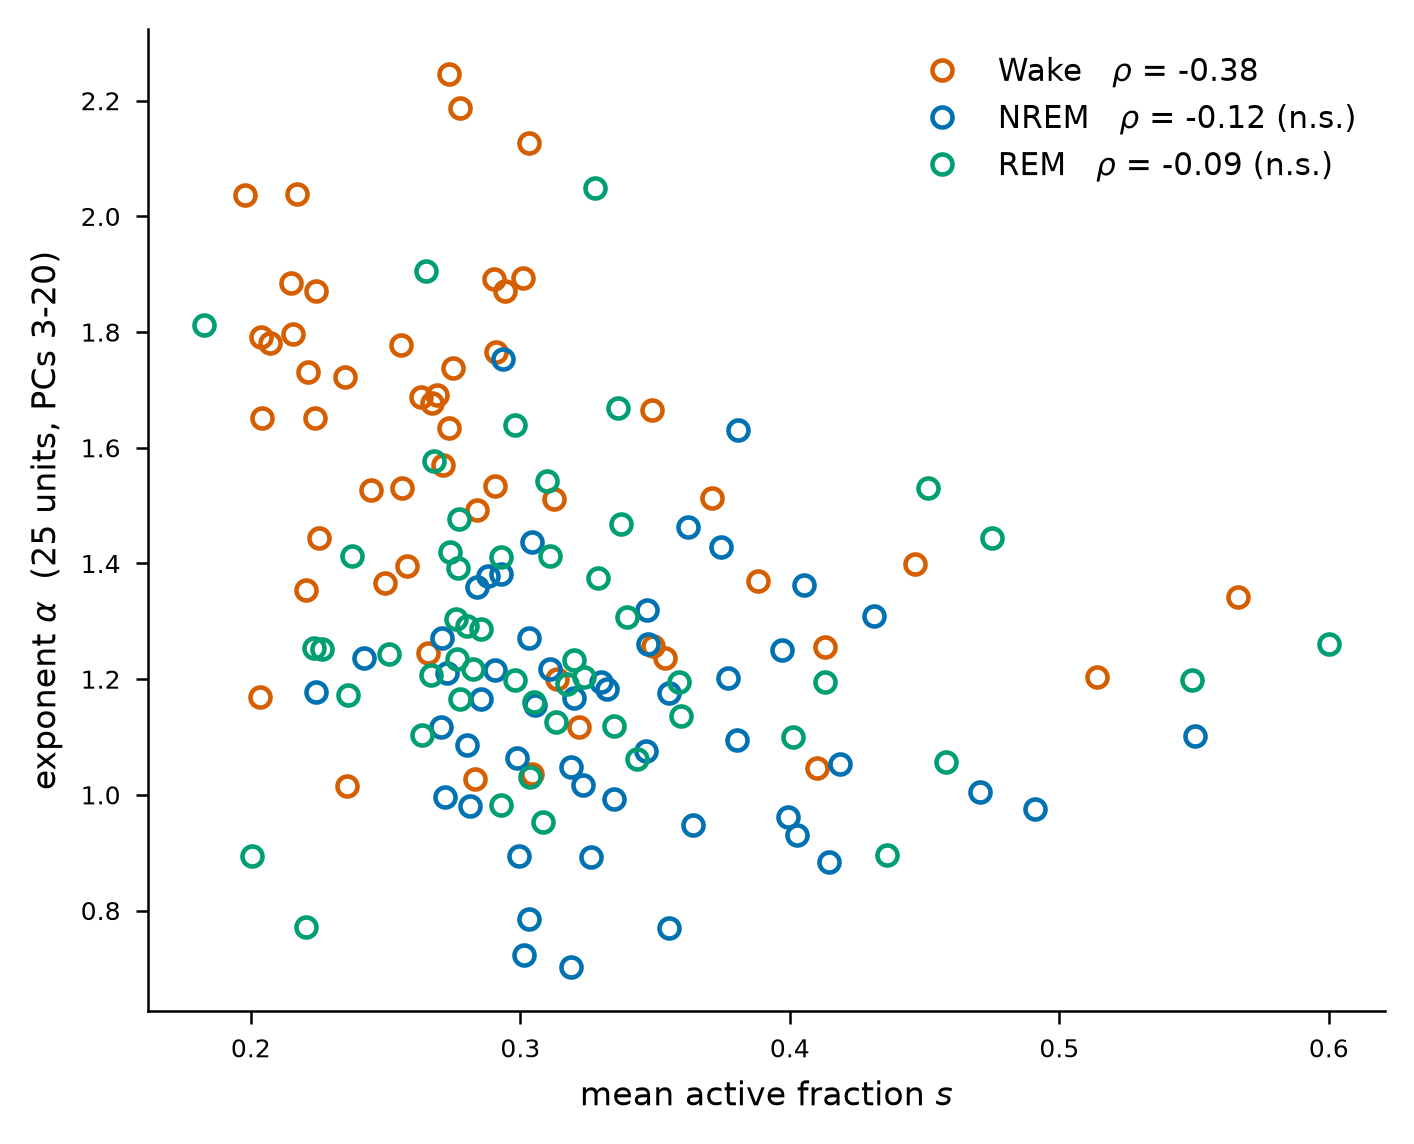 Wake ρ = -0.38
NREM ρ = -0.12 (n.s.)
REM ρ = -0.09 (n.s.)
exponent α (25 units, PCs 3-20)
2.2
2.0
1.8
1.6
1.4
1.2
1.0
0.8
0.2 0.3 0.4 0.5 0.6
mean active fraction s